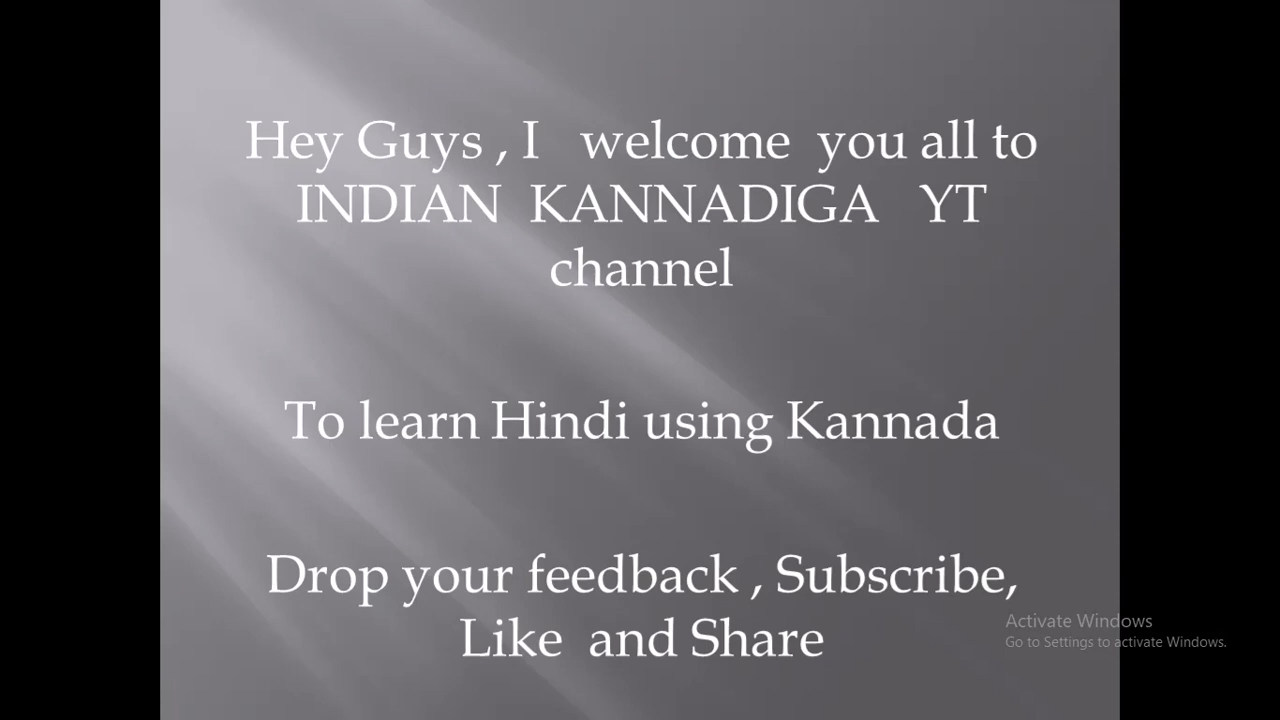 Hey Guys , I welcome you all to
INDIAN KANNADIGA YT
channel
To learn Hindi using Kannada
Drop your feedback , Subscribe,
Like and Share
Activate Windows
Go to Settings to activate Windows.